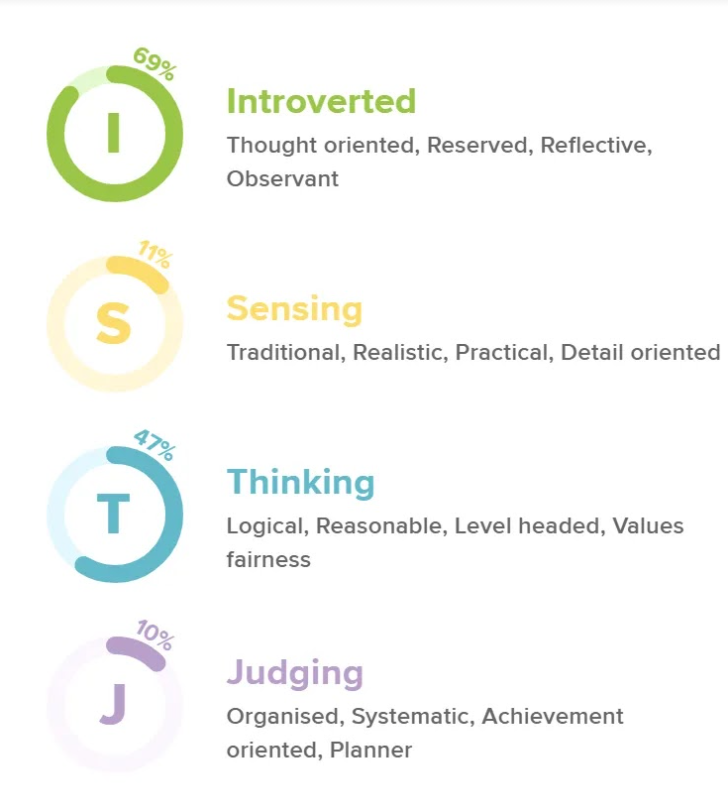 69%
I
Introverted
Thought oriented, Reserved, Reflective,
Observant
11%
S
Sensing
Traditional, Realistic, Practical, Detail oriented
47%
T
Thinking
Logical, Reasonable, Level headed, Values
fairness
10%
J
Judging
Organised, Systematic, Achievement
oriented, Planner